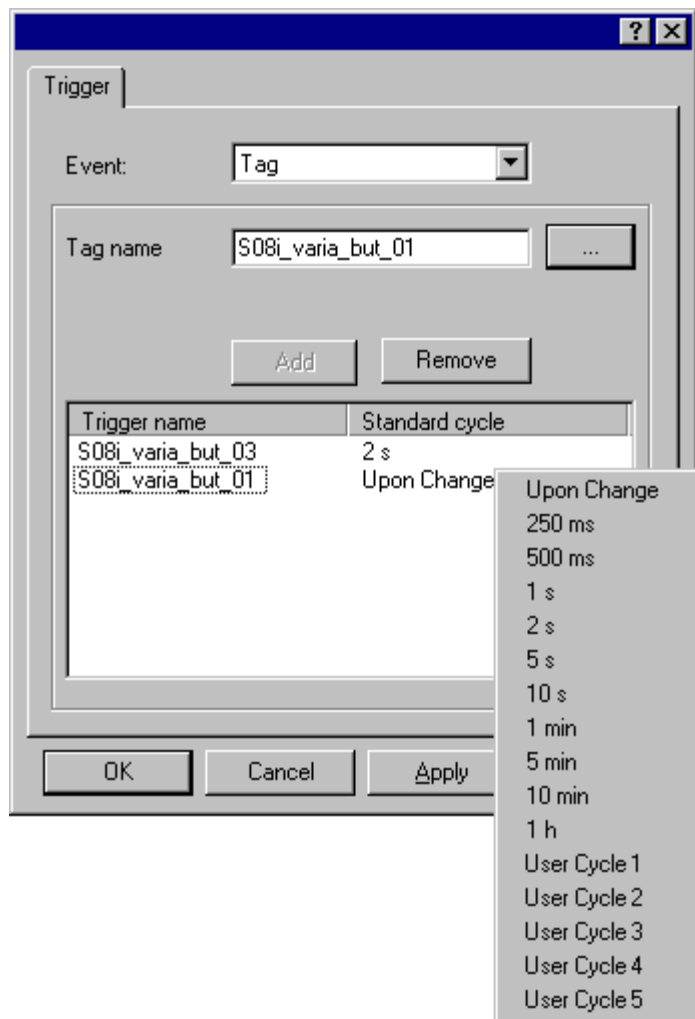 Trigger
Event: Tag
Tag name S08i_varia_but_01 ...
Add Remove
Trigger name Standard cycle
S08i_varia_but_03 2 s
S08i_varia_but_01 Upon Change
Upon Change
250 ms
500 ms
1 s
2 s
5 s
10 s
1 min
5 min
10 min
1 h
User Cycle 1
User Cycle 2
User Cycle 3
User Cycle 4
User Cycle 5
OK Cancel Apply